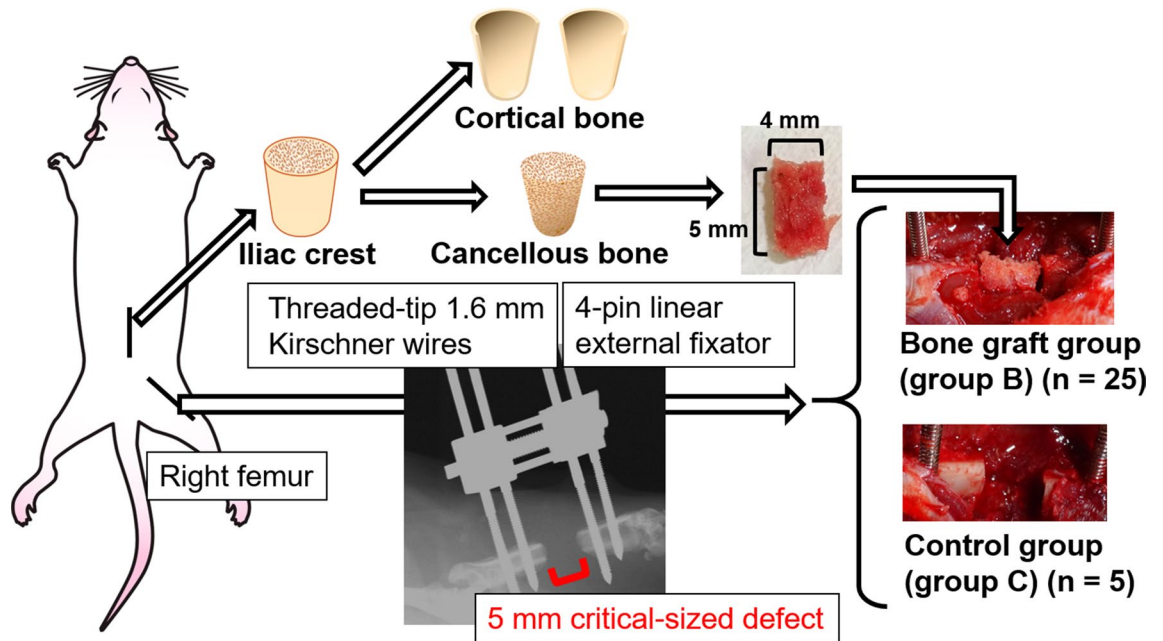 Cortical bone
4 mm
5 mm
Iliac crest
Cancellous bone
Threaded-tip 1.6 mm
Kirschner wires
4-pin linear
external fixator
Bone graft group
(group B) (n = 25)
Right femur
Control group
(group C) (n = 5)
5 mm critical-sized defect